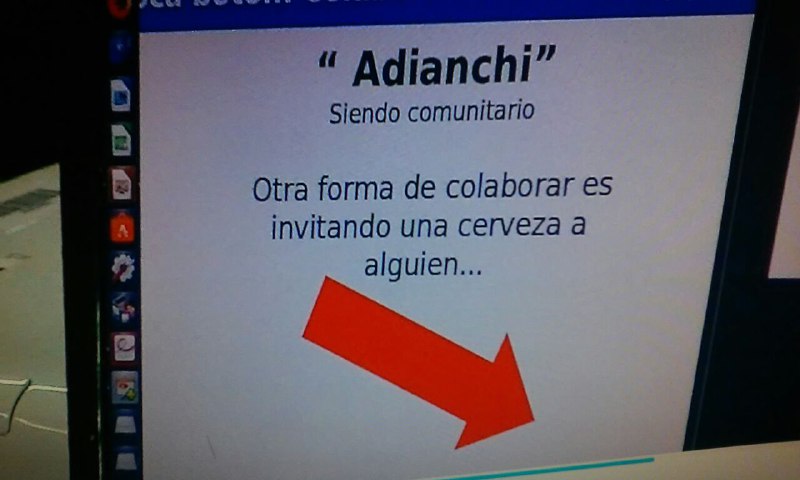 “ Adianchi”
Siendo comunitario
Otra forma de colaborar es
invitando una cerveza a
alguien...